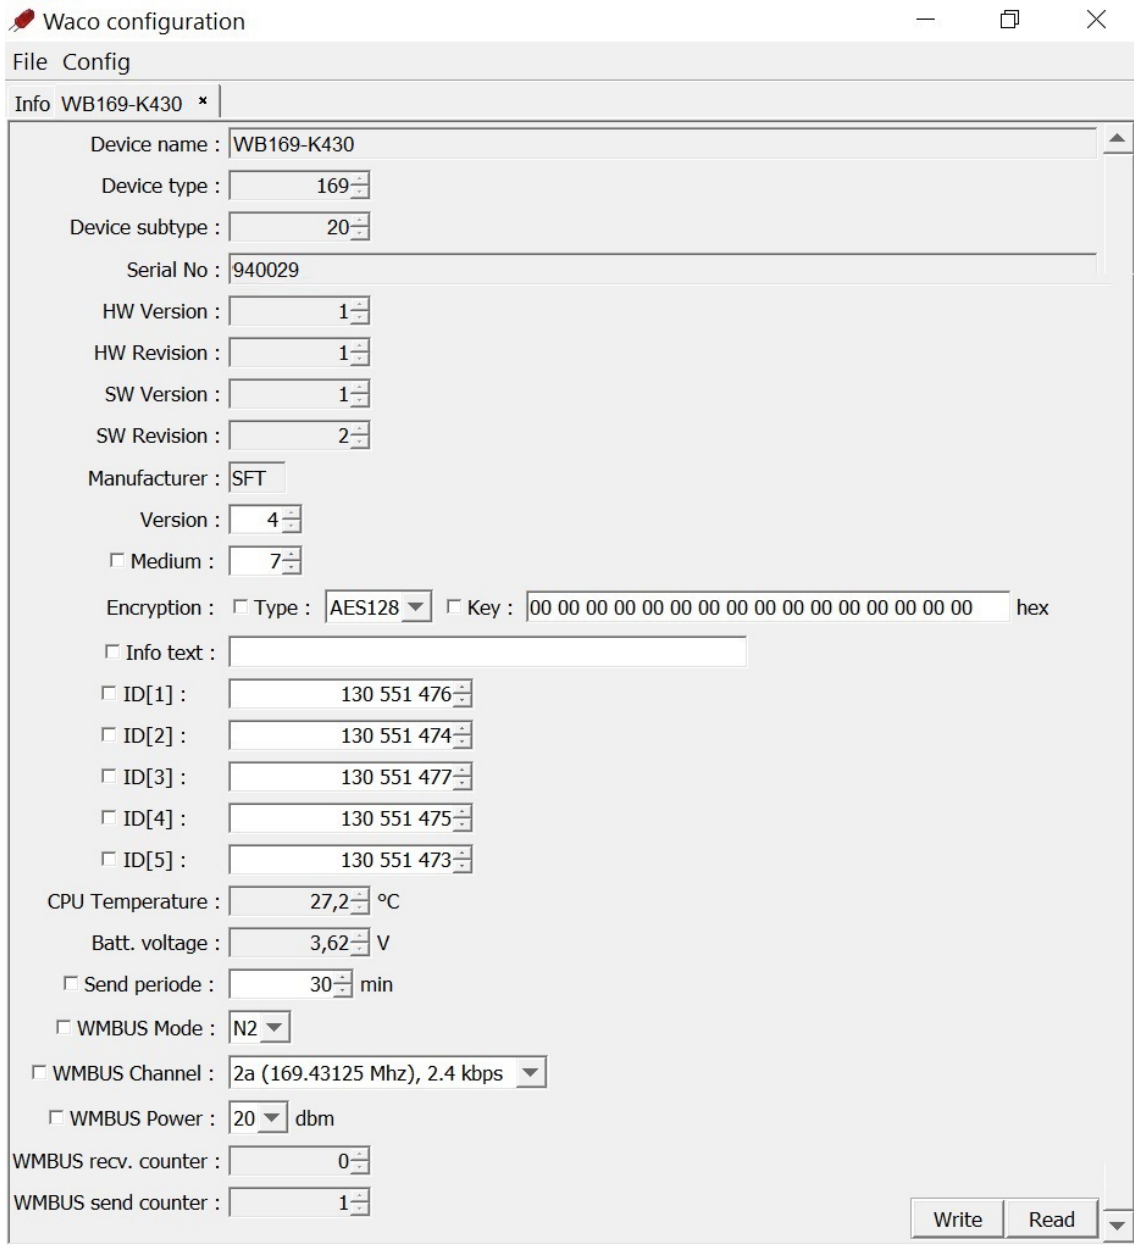 Waco configuration
File Config
Info WB169-K430 ×
Device name : WB169-K430
Device type : 169
Device subtype : 20
Serial No : 940029
HW Version : 1
HW Revision : 1
SW Version : 1
SW Revision : 2
Manufacturer : SFT
Version : 4
Medium : 7
Encryption : Type : AES128 Key : 00 00 00 00 00 00 00 00 00 00 00 00 00 00 00 00 hex
Info text :
ID[1] : 130 551 476
ID[2] : 130 551 474
ID[3] : 130 551 477
ID[4] : 130 551 475
ID[5] : 130 551 473
CPU Temperature : 27,2 °C
Batt. voltage : 3,62 V
Send periode : 30 min
WMBUS Mode : N2
WMBUS Channel : 2a (169.43125 Mhz), 2.4 kbps
WMBUS Power : 20 dbm
WMBUS recv. counter : 0
WMBUS send counter : 1
Write Read